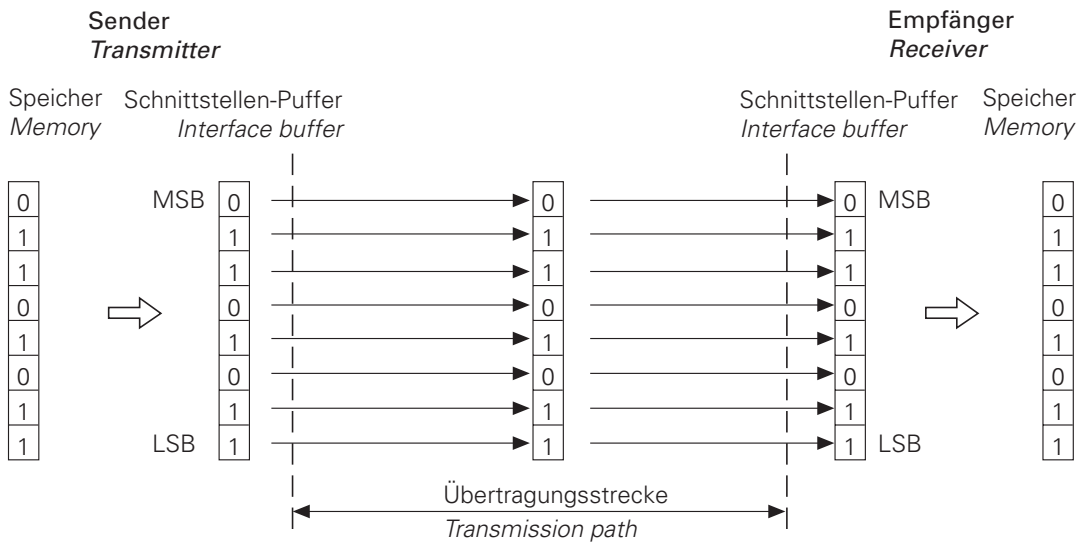 Sender
Transmitter
Empfänger
Receiver
Speicher
Memory
Schnittstellen-Puffer
Interface buffer
Schnittstellen-Puffer
Interface buffer
Speicher
Memory
0 MSB 0 0 0 MSB 0
1 1 1 1 1
1 1 1 1 1
0 0 0 0 0
1 1 1 1 1
0 0 0 0 0
1 1 1 1 1
1 LSB 1 1 1 LSB 1
Übertragungsstrecke
Transmission path